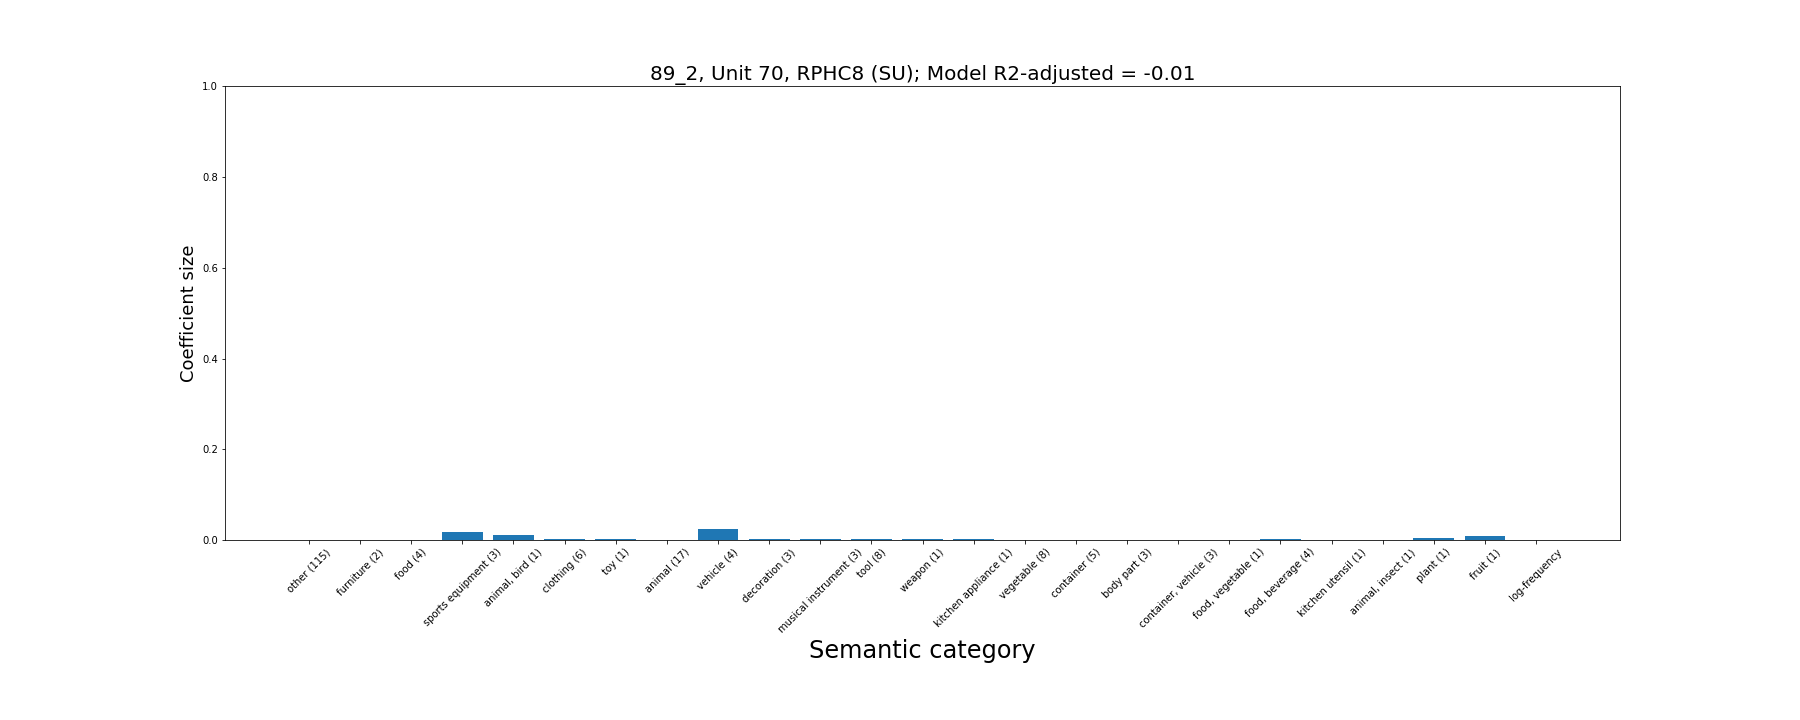 89_2, Unit 70, RPHC8 (SU); Model R2-adjusted = -0.01
1.0
0.8
0.6
0.4
0.2
0.0
Coefficient size
other (115)
furniture (2)
food (4)
sports equipment (3)
animal, bird (1)
clothing (6)
toy (1)
animal (17)
vehicle (4)
decoration (3)
musical instrument (3)
tool (8)
weapon (1)
kitchen appliance (1)
vegetable (8)
container (5)
body part (3)
container, vehicle (3)
food, vegetable (1)
food, beverage (4)
kitchen utensil (1)
animal, insect (1)
plant (1)
fruit (1)
log-frequency
Semantic category